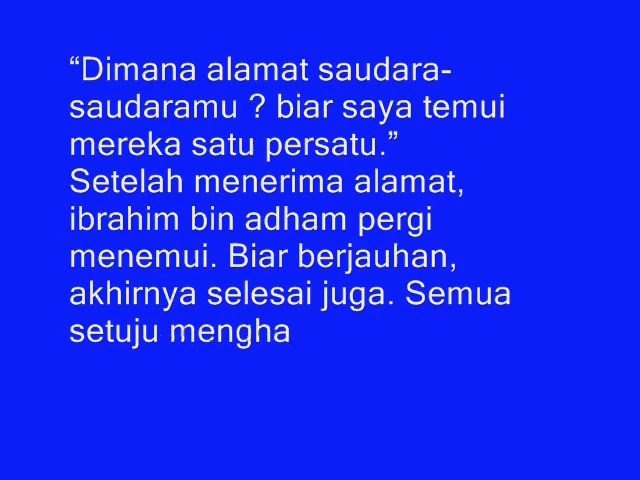 “Dimana alamat saudara-
saudaramu ? biar saya temui
mereka satu persatu.”
Setelah menerima alamat,
ibrahim bin adham pergi
menemui. Biar berjauhan,
akhirnya selesai juga. Semua
setuju mengha